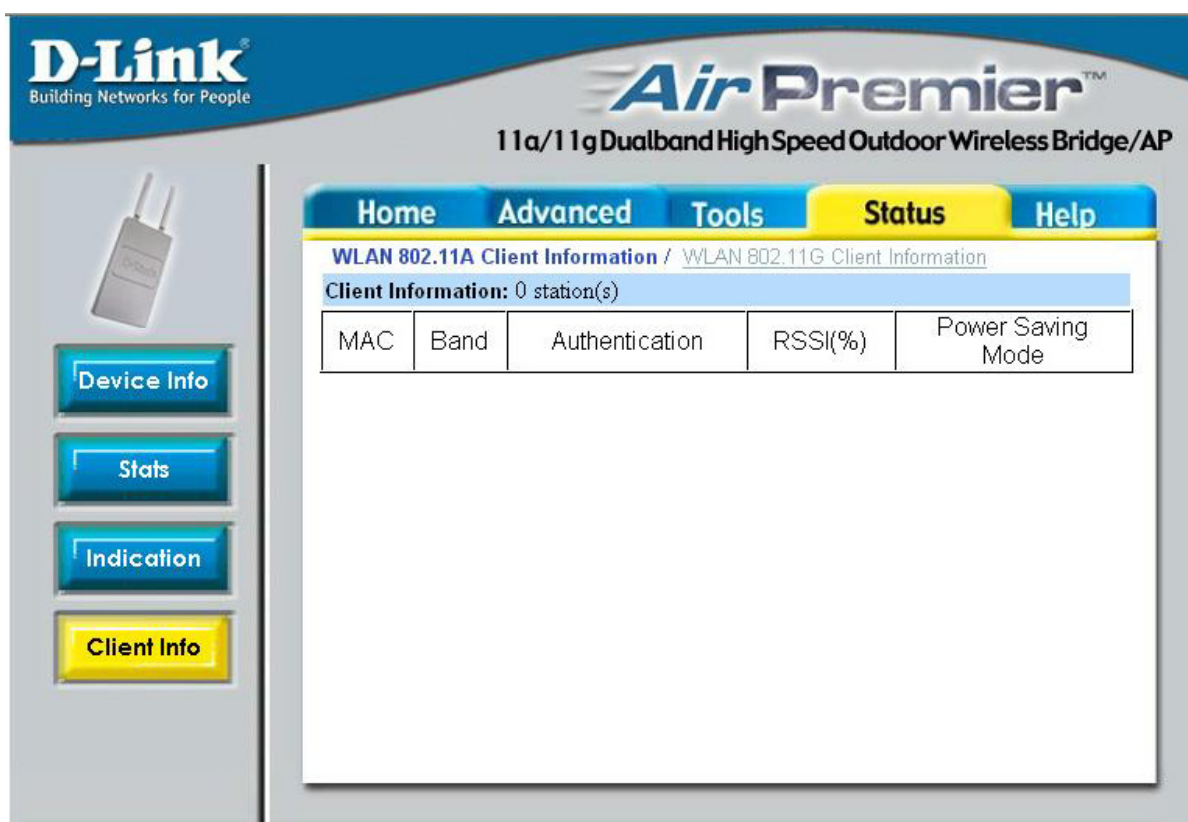 D-Link®
Building Networks for People
Air Premier™
11a/11g Dualband High Speed Outdoor Wireless Bridge/AP
Home Advanced Tools Status Help
WLAN 802.11A Client Information / WLAN 802.11G Client Information
Client Information: 0 station(s)
MAC Band Authentication RSSI(%) Power Saving Mode
Device Info
Stats
Indication
Client Info